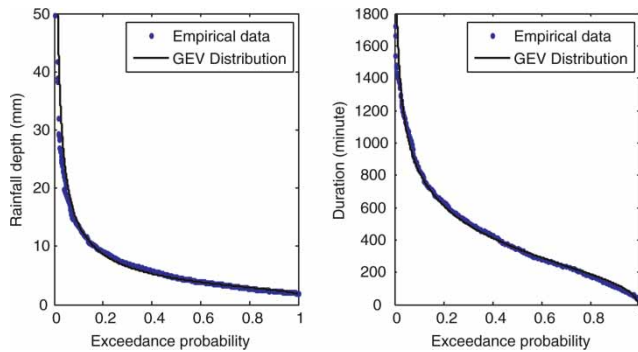 50
40
30
20
10
0
Rainfall depth (mm)
Empirical data
GEV Distribution
0 0.2 0.4 0.6 0.8 1
Exceedance probability
1800
1600
1400
1200
1000
800
600
400
200
0
Duration (minute)
Empirical data
GEV Distribution
0 0.2 0.4 0.6 0.8
Exceedance probability